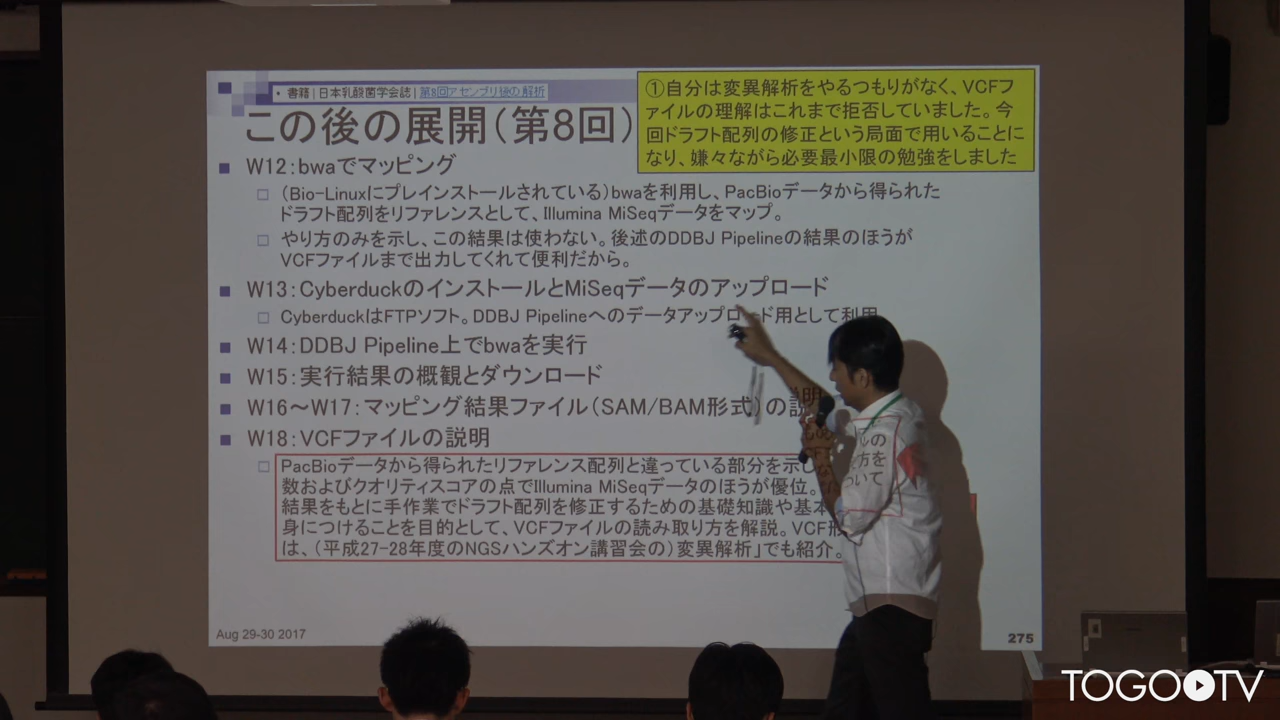 ・書籍|日本乳酸菌学会誌|第8回アセンブリ後の解析
この後の展開(第8回)
①自分は変異解析をやるつもりがなく、VCFフ
ァイルの理解はこれまで拒否していました。今
回ドラフト配列の修正という局面で用いることに
なり、嫌々ながら必要最小限の勉強をしました
W12:bwaでマッピング
(Bio-Linuxにプレインストールされている)bwaを利用し、PacBioデータから得られた
ドラフト配列をリファレンスとして、Illumina MiSeqデータをマップ。
やり方のみを示し、この結果は使わない。後述のDDBJ Pipelineの結果のほうが
VCFファイルまで出力してくれて便利だから。
W13:CyberduckのインストールとMiSeqデータのアップロード
CyberduckはFTPソフト。DDBJ Pipelineへのデータアップロード用として利用
W14:DDBJ Pipeline上でbwaを実行
W15:実行結果の概観とダウンロード
W16~W17:マッピング結果ファイル(SAM/BAM形式)の説明
W18:VCFファイルの説明
PacBioデータから得られたリファレンス配列と違っている部分を示し
数およびクオリティスコアの点でIllumina MiSeqデータのほうが優位。
結果をもとに手作業でドラフト配列を修正するための基礎知識や基本
身につけることを目的として、VCFファイルの読み取り方を解説。VCF形
は、(平成27-28年度のNGSハンズオン講習会の)変異解析」でも紹介。
Aug 29-30 2017
275
TOGOTV